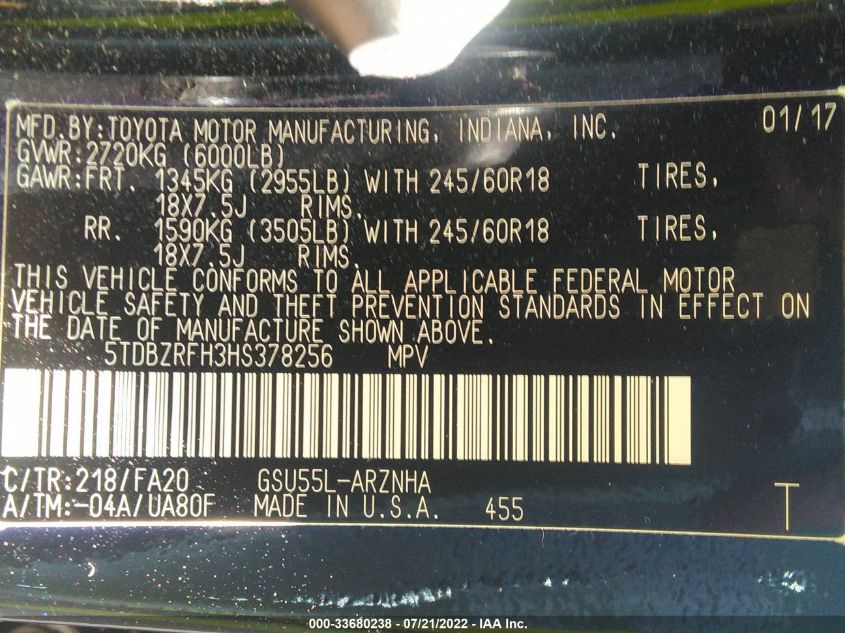 MFD.BY:TOYOTA MOTOR MANUFACTURING, INDIANA, INC. 01/17
GVWR:2720KG (6000LB)
GAWR:FRT. 1345KG (2955LB) WITH 245/60R18 TIRES,
18X7.5J RIMS.
RR. 1590KG (3505LB) WITH 245/60R18 TIRES,
18X7.5J RIMS.
THIS VEHICLE CONFORMS TO ALL APPLICABLE FEDERAL MOTOR
VEHICLE SAFETY AND THEFT PREVENTION STANDARDS IN EFFECT ON
THE DATE OF MANUFACTURE SHOWN ABOVE.
5TDBZRFH3HS378256 MPV
C/TR:218/FA20 GSU55L-ARZNHA
A/TM:-04A/UA80F MADE IN U.S.A. 455 T
000-33680238 - 07/21/2022 - IAA Inc.